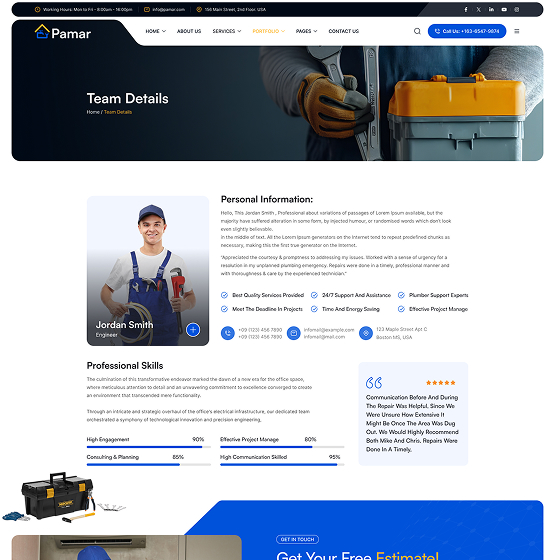 Working Hours: Mon to Fri - 8:00am - 16:00pm
info@pamar.com
156 Main Street, 2nd Floor, USA
Pamar
HOME
ABOUT US
SERVICES
PORTFOLIO
PAGES
CONTACT US
Call Us: +163-6547-9874
Team Details
Home / Team Details
Personal Information:
Hello, This Jordan Smith., Professional about variations of passages of Lorem Ipsum available, but the
majority have suffered alteration in some form, by injected humour, or randomised words which don't look
even slightly believable.
in the middle of text. All the Lorem Ipsum generators on the Internet tend to repeat predefined chunks as
necessary, making this the first true generator on the Internet.
"Appreciated the courtesy & promptness to addressing my issues. Worked with a sense of urgency for a
resolution in my unplanned plumbing emergency. Repairs were done in a timely, professional manner and
with thoroughness & care by the experienced technician."
Best Quality Services Provided
24/7 Support And Assistance
Plumber Support Experts
Meet The Deadline In Projects
Time And Energy Saving
Effective Project Manage
Jordan Smith
Engineer
+09 (123) 456 7890
+09 (123) 456 7890
infomail@example.com
infomail@mail.com
123 Maple Street Apt C
Boston MS, USA
Professional Skills
The culmination of this transformative endeavor marked the dawn of a new era for the office space,
where meticulous attention to detail and an unwavering commitment to excellence converged to create
an environment that transcended mere functionality.
Through an intricate and strategic overhaul of the office's electrical infrastructure, our dedicated team
orchestrated a symphony of technological innovation and precision engineering.
High Engagement 90%
Effective Project Manage 80%
Consulting & Planning 85%
High Communication Skilled 95%
Communication Before And During
The Repair Was Helpful, Since We
Were Unsure How Extensive It
Might Be Once The Area Was Dug
Out. We Would Highly Recommend
Both Mike And Chris. Repairs Were
Done In A Timely.
GET IN TOUCH
Get Your Free Estimate!